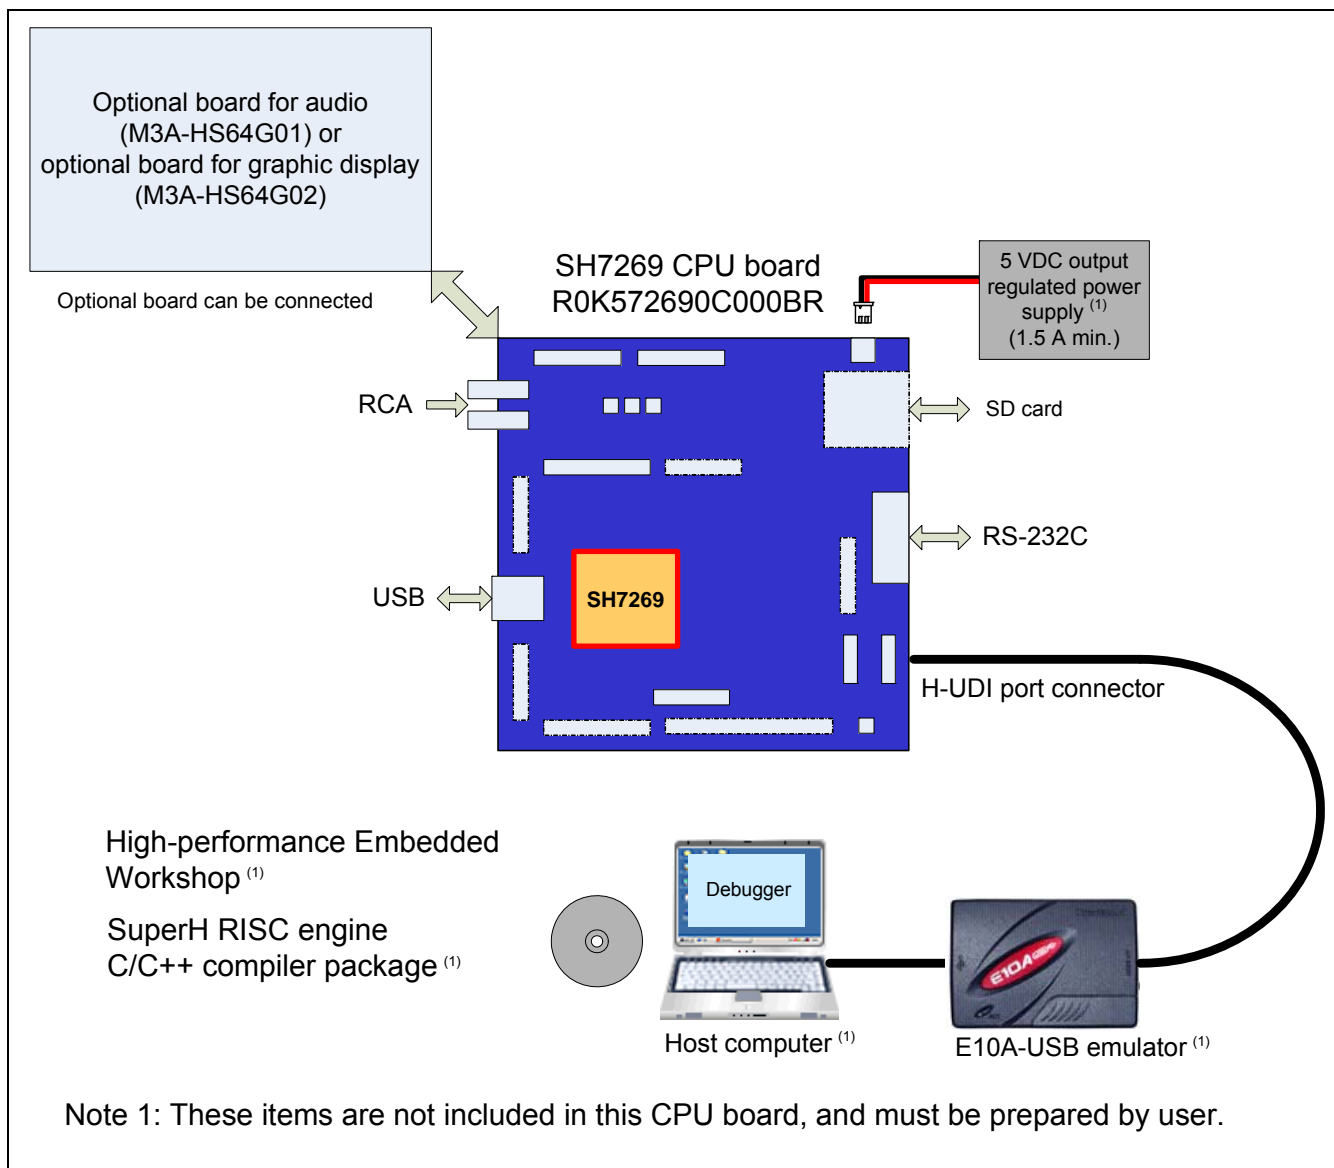 Optional board for audio
(M3A-HS64G01) or
optional board for graphic display
(M3A-HS64G02)
Optional board can be connected
SH7269 CPU board
R0K572690C000BR
5 VDC output
regulated power
supply (1)
(1.5 A min.)
RCA
SD card
RS-232C
USB
SH7269
H-UDI port connector
High-performance Embedded
Workshop (1)
SuperH RISC engine
C/C++ compiler package (1)
Debugger
E10A
Host computer (1)
E10A-USB emulator (1)
Note 1: These items are not included in this CPU board, and must be prepared by user.